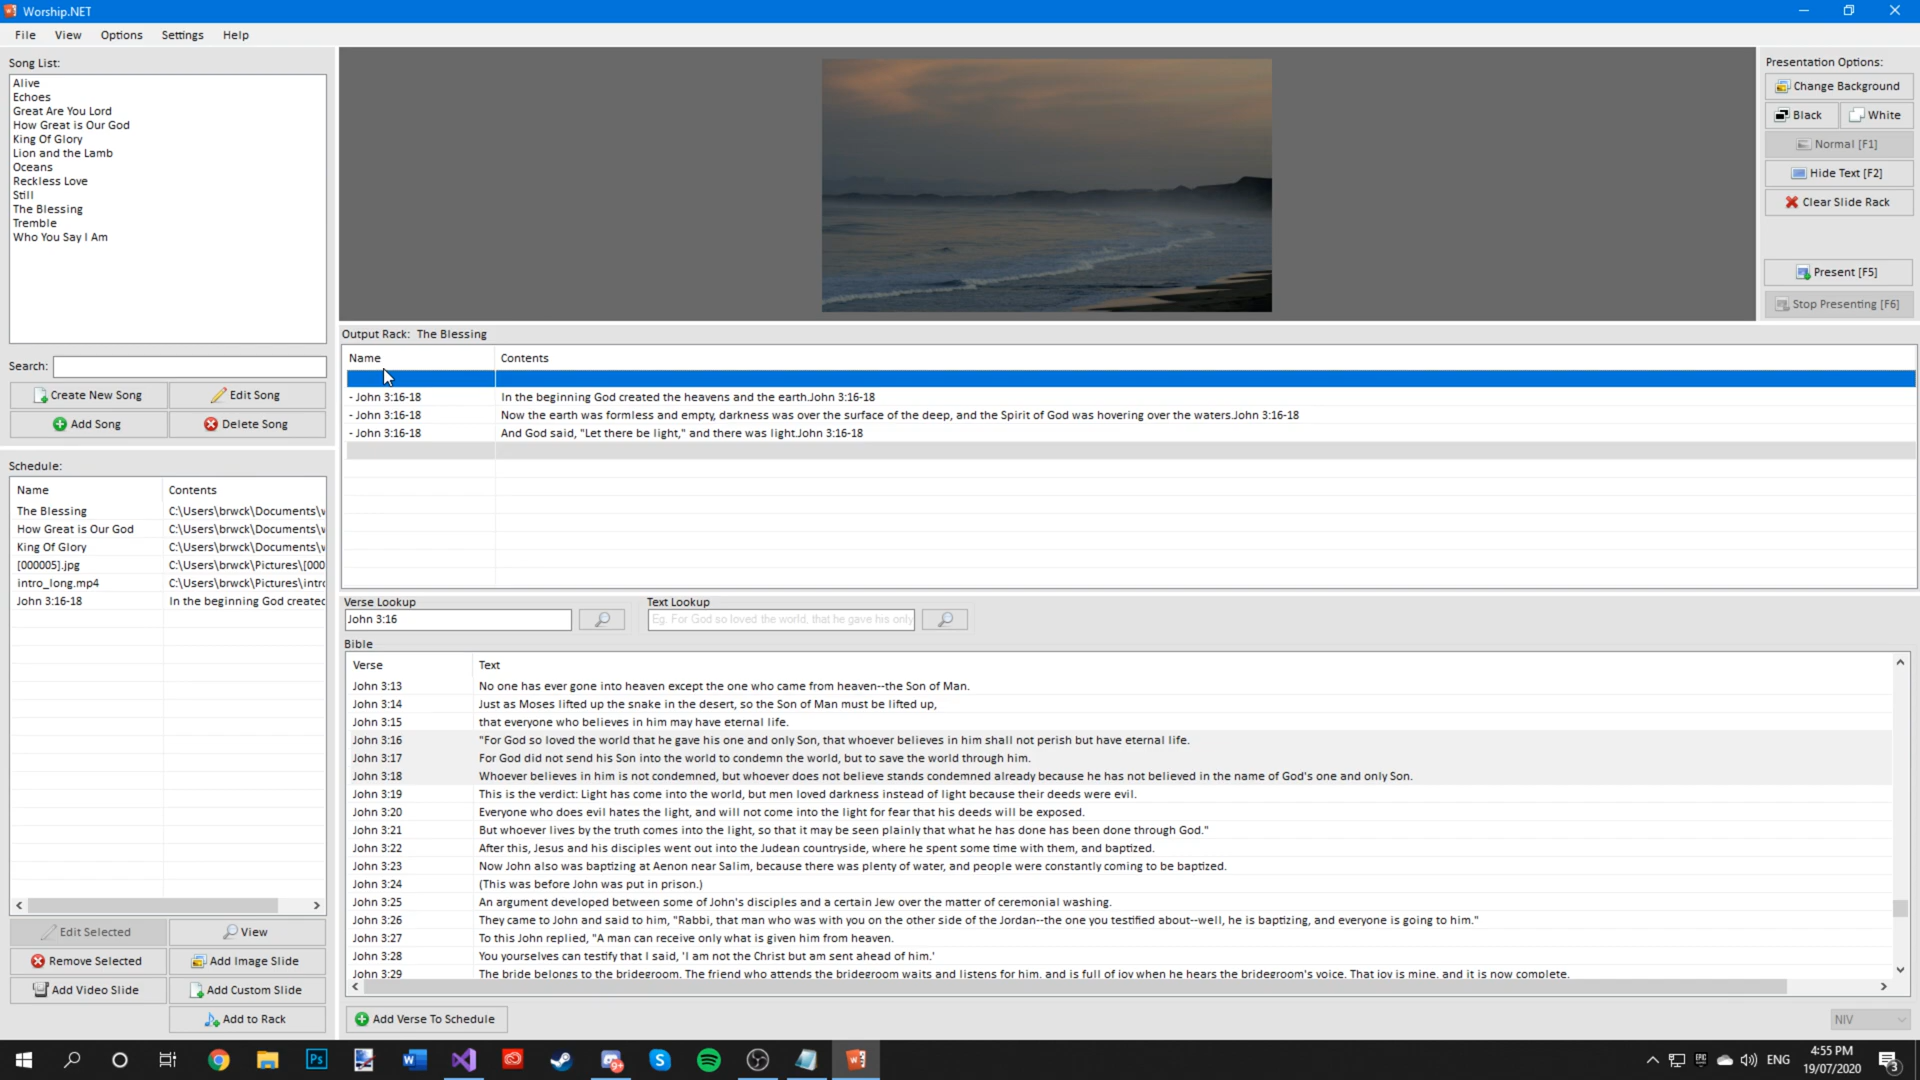 Worship.NET
File View Options Settings Help
Song List:
Alive
Echoes
Great Are You Lord
How Great is Our God
King Of Glory
Lion and the Lamb
Oceans
Reckless Love
Still
The Blessing
Tremble
Who You Say I Am
Search:
Create New Song Edit Song
Add Song Delete Song
Schedule:
Name Contents
The Blessing C:\Users\brwck\Documents\
How Great is Our God C:\Users\brwck\Documents\
King Of Glory C:\Users\brwck\Documents\
[000005].jpg C:\Users\brwck\Pictures\[000
intro_long.mp4 C:\Users\brwck\Pictures\intro
John 3:16-18 In the beginning God created
Edit Selected View
Remove Selected Add Image Slide
Add Video Slide Add Custom Slide
Add to Rack
Presentation Options:
Change Background
Black White
Normal [F1]
Hide Text [F2]
Clear Slide Rack
Present [F5]
Stop Presenting [F6]
Output Rack: The Blessing
Name Contents
- John 3:16-18 In the beginning God created the heavens and the earth.John 3:16-18
- John 3:16-18 Now the earth was formless and empty, darkness was over the surface of the deep, and the Spirit of God was hovering over the waters.John 3:16-18
- John 3:16-18 And God said, "Let there be light," and there was light.John 3:16-18
Verse Lookup Text Lookup
John 3:16 Eg. For God so loved the world, that he gave his only
Bible
Verse Text
John 3:13 No one has ever gone into heaven except the one who came from heaven--the Son of Man.
John 3:14 Just as Moses lifted up the snake in the desert, so the Son of Man must be lifted up,
John 3:15 that everyone who believes in him may have eternal life.
John 3:16 "For God so loved the world that he gave his one and only Son, that whoever believes in him shall not perish but have eternal life.
John 3:17 For God did not send his Son into the world to condemn the world, but to save the world through him.
John 3:18 Whoever believes in him is not condemned, but whoever does not believe stands condemned already because he has not believed in the name of God's one and only Son.
John 3:19 This is the verdict: Light has come into the world, but men loved darkness instead of light because their deeds were evil.
John 3:20 Everyone who does evil hates the light, and will not come into the light for fear that his deeds will be exposed.
John 3:21 But whoever lives by the truth comes into the light, so that it may be seen plainly that what he has done has been done through God."
John 3:22 After this, Jesus and his disciples went out into the Judean countryside, where he spent some time with them, and baptized.
John 3:23 Now John also was baptizing at Aenon near Salim, because there was plenty of water, and people were constantly coming to be baptized.
John 3:24 (This was before John was put in prison.)
John 3:25 An argument developed between some of John's disciples and a certain Jew over the matter of ceremonial washing.
John 3:26 They came to John and said to him, "Rabbi, that man who was with you on the other side of the Jordan--the one you testified about--well, he is baptizing, and everyone is going to him."
John 3:27 To this John replied, "A man can receive only what is given him from heaven.
John 3:28 You yourselves can testify that I said, 'I am not the Christ but am sent ahead of him.'
John 3:29 The bride belongs to the bridegroom. The friend who attends the bridegroom waits and listens for him, and is full of joy when he hears the bridegroom's voice. That joy is mine, and it is now complete.
Add Verse To Schedule NIV
Ps
ENG 4:55 PM
19/07/2020
3